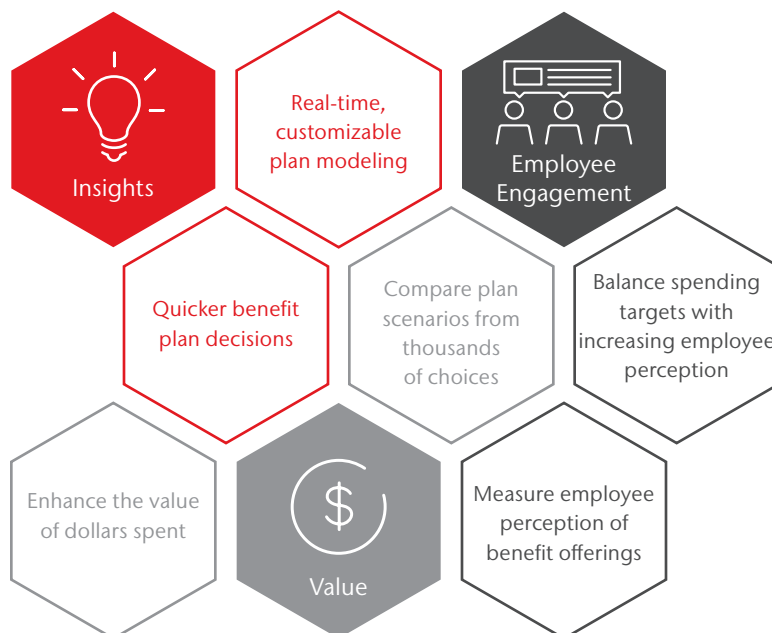 Insights
Real-time,
customizable
plan modeling
Employee
Engagement
Quicker benefit
plan decisions
Compare plan
scenarios from
thousands
of choices
Balance spending
targets with
increasing employee
perception
Enhance the value
of dollars spent
$
Value
Measure employee
perception of
benefit offerings